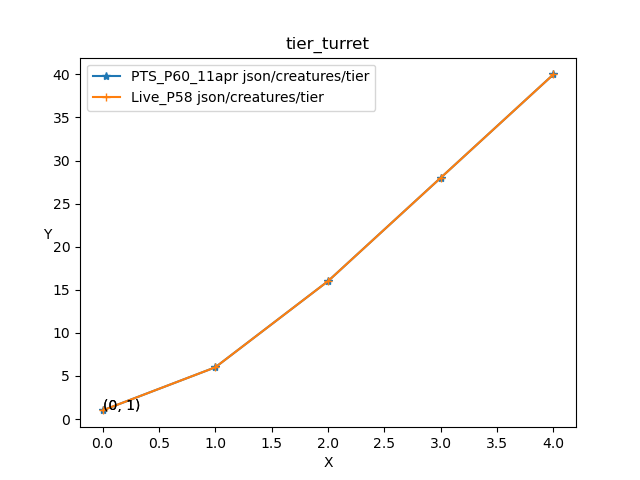 tier_turret
PTS_P60_11apr json/creatures/tier
Live_P58 json/creatures/tier
40
35
30
25
20
15
10
5
0
Y
(0, 1)
0.0 0.5 1.0 1.5 2.0 2.5 3.0 3.5 4.0
X